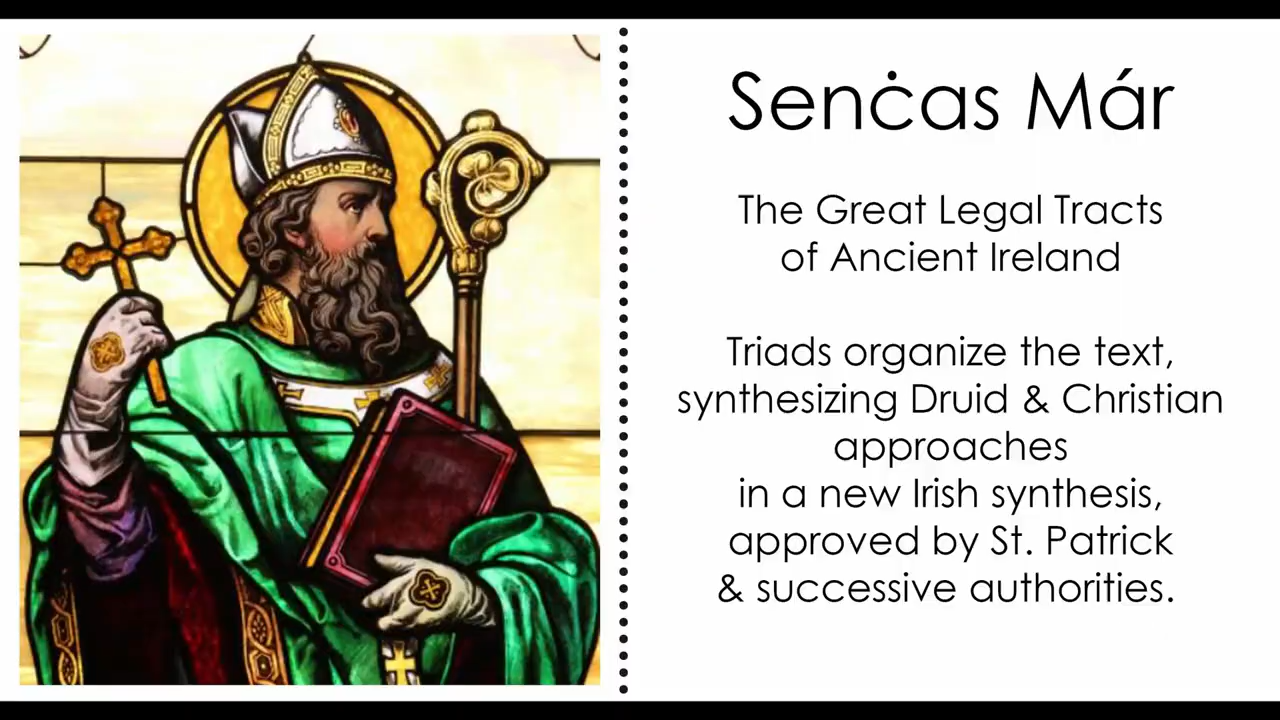 Senċas Már
The Great Legal Tracts
of Ancient Ireland
Triads organize the text,
synthesizing Druid & Christian
approaches
in a new Irish synthesis,
approved by St. Patrick
& successive authorities.